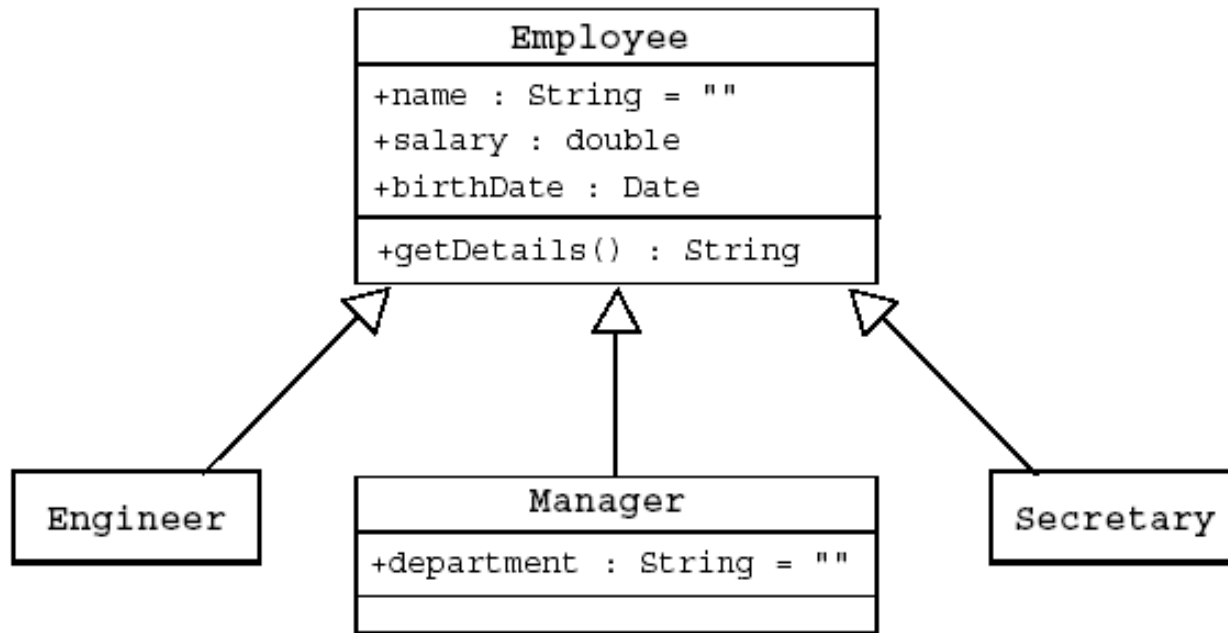 Employee
+name : String = ""
+salary : double
+birthDate : Date
+getDetails() : String
Engineer
Manager
+department : String = ""
Secretary